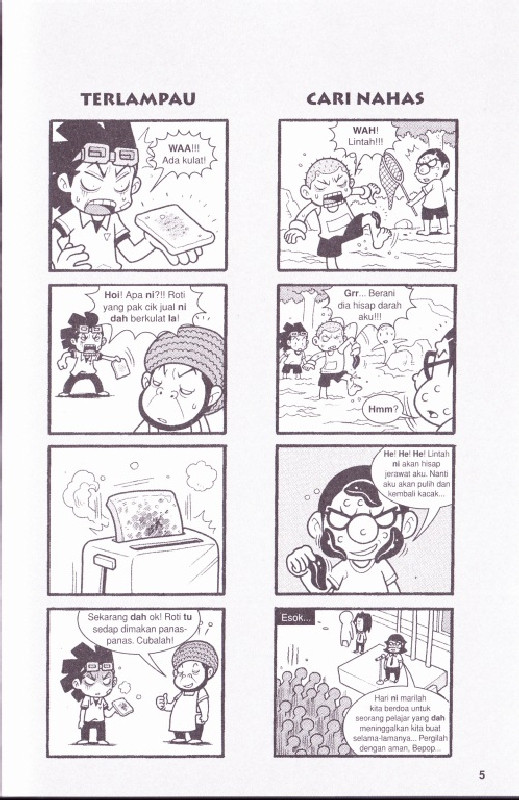 TERLAMPAU
WAA!!!
Ada kulat!
Hoi! Apa ni?!! Roti
yang pak cik jual ni
dah berkulat la!
Sekarang dah ok! Roti tu
sedap dimakan panas-
panas. Cubalah!
CARI NAHAS
WAH!
Lintah!!!
Grr... Berani
dia hisap darah
aku!!!
Hmm?
He! He! He! Lintah
ni akan hisap
jerawat aku. Nanti
aku akan pulih dan
kembali kacak...
Esok...
Hari ni marilah
kita berdoa untuk
seorang pelajar yang dah
meninggalkan kita buat
selama-lamanya... Pergilah
dengan aman, Bepop...
5